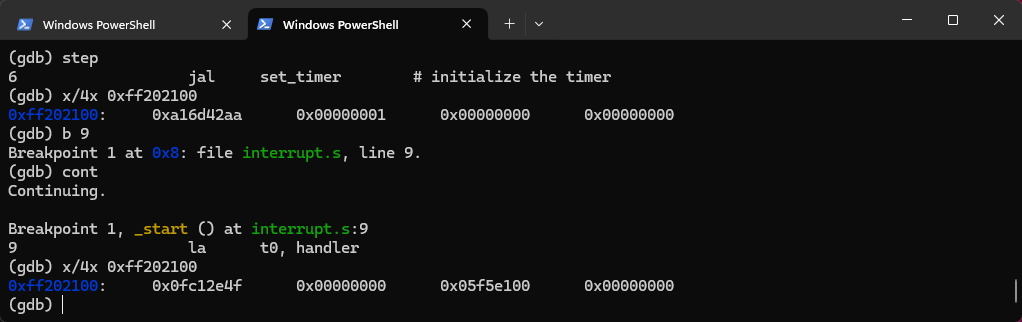 Windows PowerShell
Windows PowerShell
(gdb) step
6                   jal     set_timer        # initialize the timer
(gdb) x/4x 0xff202100
0xff202100:     0xa16d42aa      0x00000001      0x00000000      0x00000000
(gdb) b 9
Breakpoint 1 at 0x8: file interrupt.s, line 9.
(gdb) cont
Continuing.

Breakpoint 1, _start () at interrupt.s:9
9                   la      t0, handler
(gdb) x/4x 0xff202100
0xff202100:     0x0fc12e4f      0x00000000      0x05f5e100      0x00000000
(gdb)